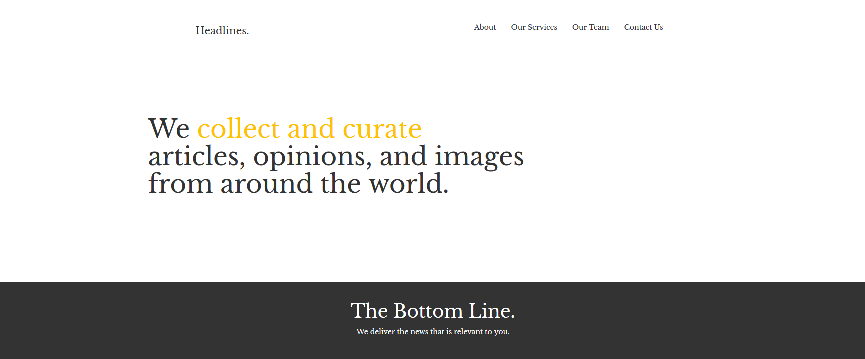 Headlines.
About Our Services Our Team Contact Us
We collect and curate
articles, opinions, and images
from around the world.
The Bottom Line.
We deliver the news that is relevant to you.